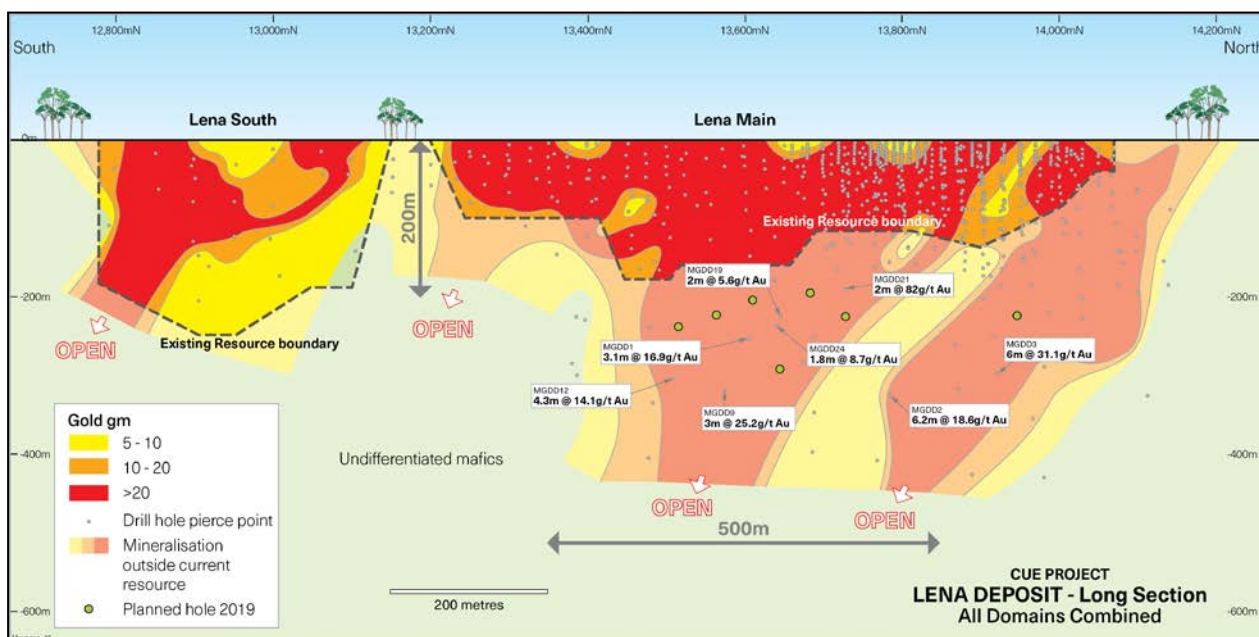 12,800mN 13,000mN 13,200mN 13,400mN 13,600mN 13,800mN 14,000mN 14,200mN
South North
Lena South Lena Main
0m
200m
Existing Resource boundary
MGDD19
2m @ 5.6g/t Au
MGDD21
2m @ 82g/t Au
-200m -200m
OPEN
OPEN
Existing Resource boundary
MGDD1
3.1m @ 16.9g/t Au
MGDD24
1.8m @ 8.7g/t Au
MGDD3
6m @ 31.1g/t Au
MGDD12
4.3m @ 14.1g/t Au
MGDD9
3m @ 25.2g/t Au
MGDD2
6.2m @ 18.6g/t Au
Gold gm
5 - 10
10 - 20
>20
Drill hole pierce point
Mineralisation
outside current
resource
Planned hole 2019
Undifferentiated mafics
-400m -400m
OPEN
OPEN
500m
200 metres
CUE PROJECT
LENA DEPOSIT - Long Section
All Domains Combined
-600m -600m